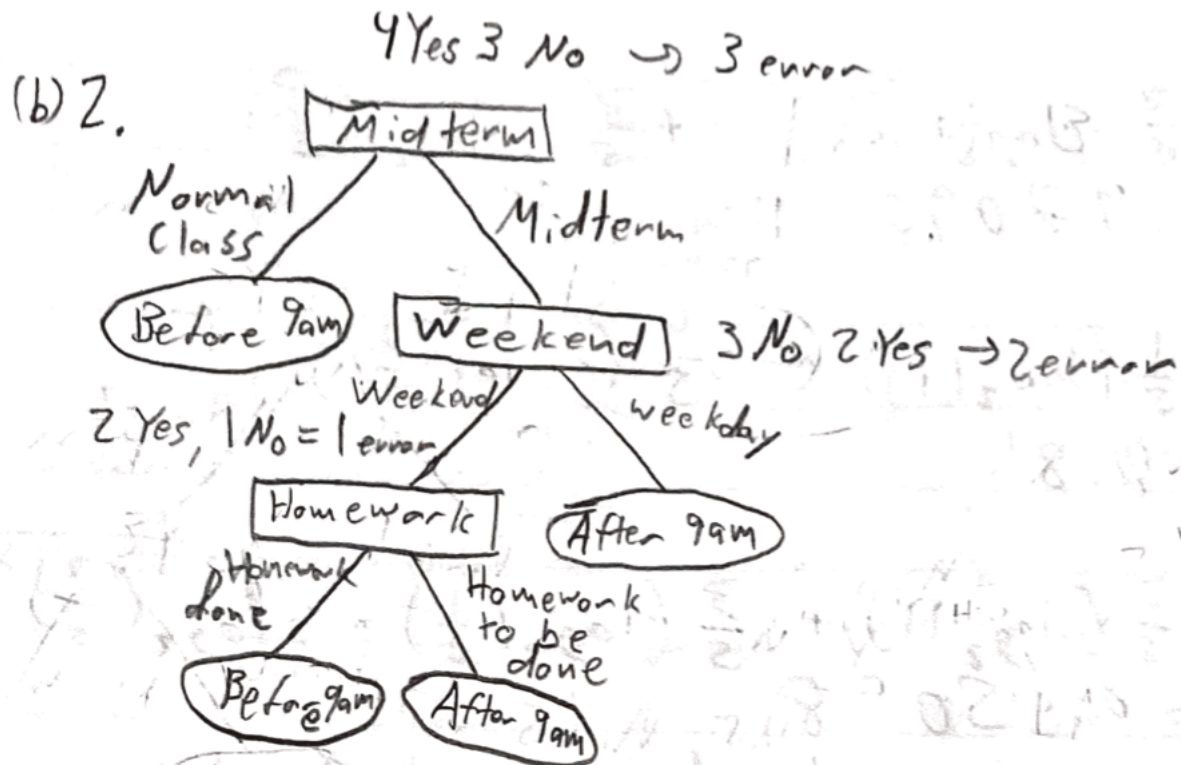 4 Yes 3 No → 3 error
(b) 2.
Midterm
Normal
Class
Midterm
Before 9am
Weekend
3 No 2 Yes → 2 error
Weekend
weekday
2 Yes, 1 No = 1 error
Homework
After 9am
Homework
done
Homework
to be
done
Before 9am
After 9am